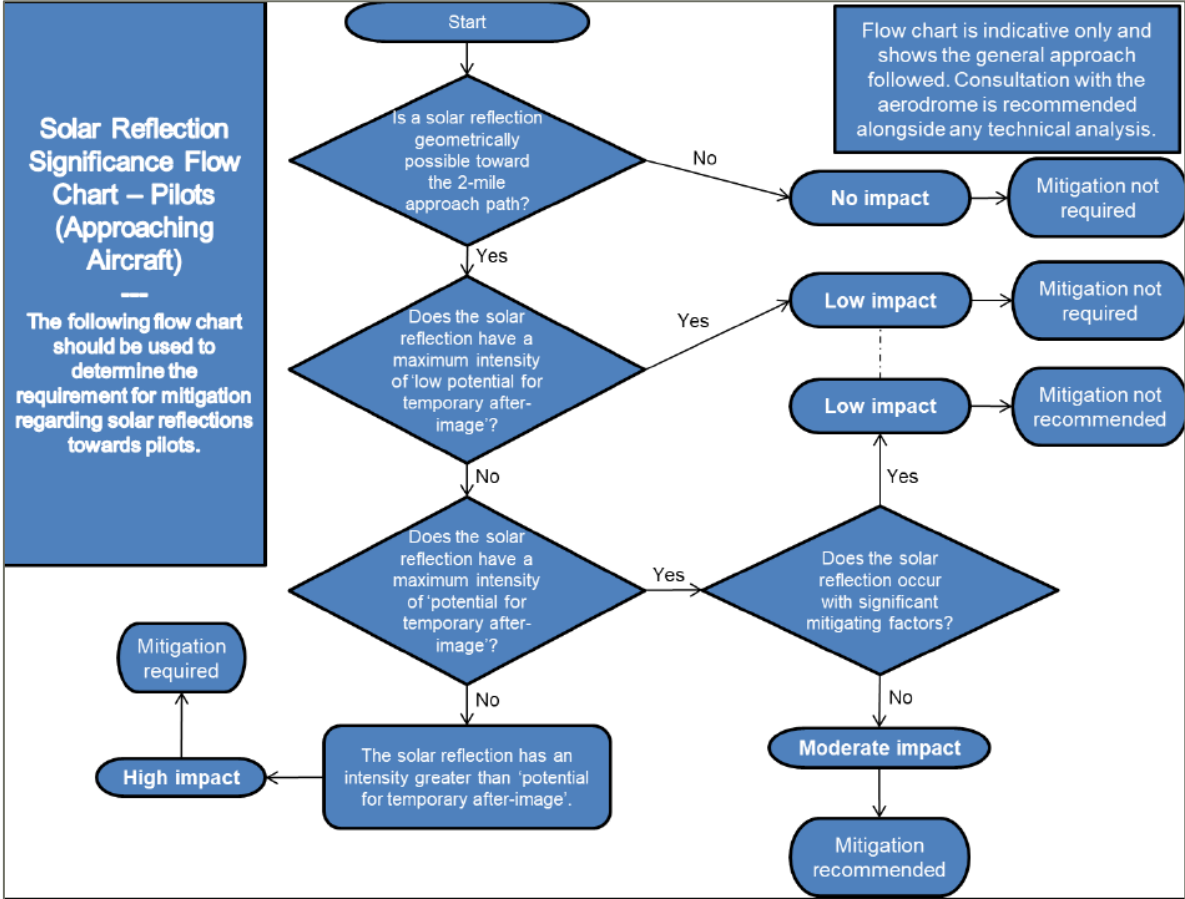 Solar Reflection
Significance Flow
Chart – Pilots
(Approaching
Aircraft)
---
The following flow chart
should be used to
determine the
requirement for mitigation
regarding solar reflections
towards pilots.
Start
Flow chart is indicative only and
shows the general approach
followed. Consultation with the
aerodrome is recommended
alongside any technical analysis.
Is a solar reflection
geometrically
possible toward
the 2-mile
approach path?
No
No impact
Mitigation not
required
Yes
Does the solar
reflection have a
maximum intensity
of ‘low potential for
temporary after-
image’?
Yes
Low impact
Mitigation not
required
Low impact
Mitigation not
recommended
No
Yes
Does the solar
reflection have a
maximum intensity
of ‘potential for
temporary after-
image’?
Yes
Does the solar
reflection occur
with significant
mitigating factors?
Mitigation
required
No
No
The solar reflection has an
intensity greater than ‘potential
for temporary after-image’.
High impact
Moderate impact
Mitigation
recommended